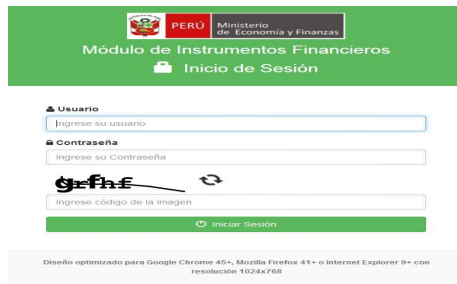 PERÚ Ministerio
de Economía y Finanzas
Módulo de Instrumentos Financieros
Inicio de Sesión
Usuario
Ingrese su usuario
Contraseña
Ingrese su Contraseña
grfhf
Ingrese código de la imagen
Iniciar Sesión
Diseño optimizado para Google Chrome 45+, Mozilla Firefox 41+ o Internet Explorer 9+ con
resolución 1024x768